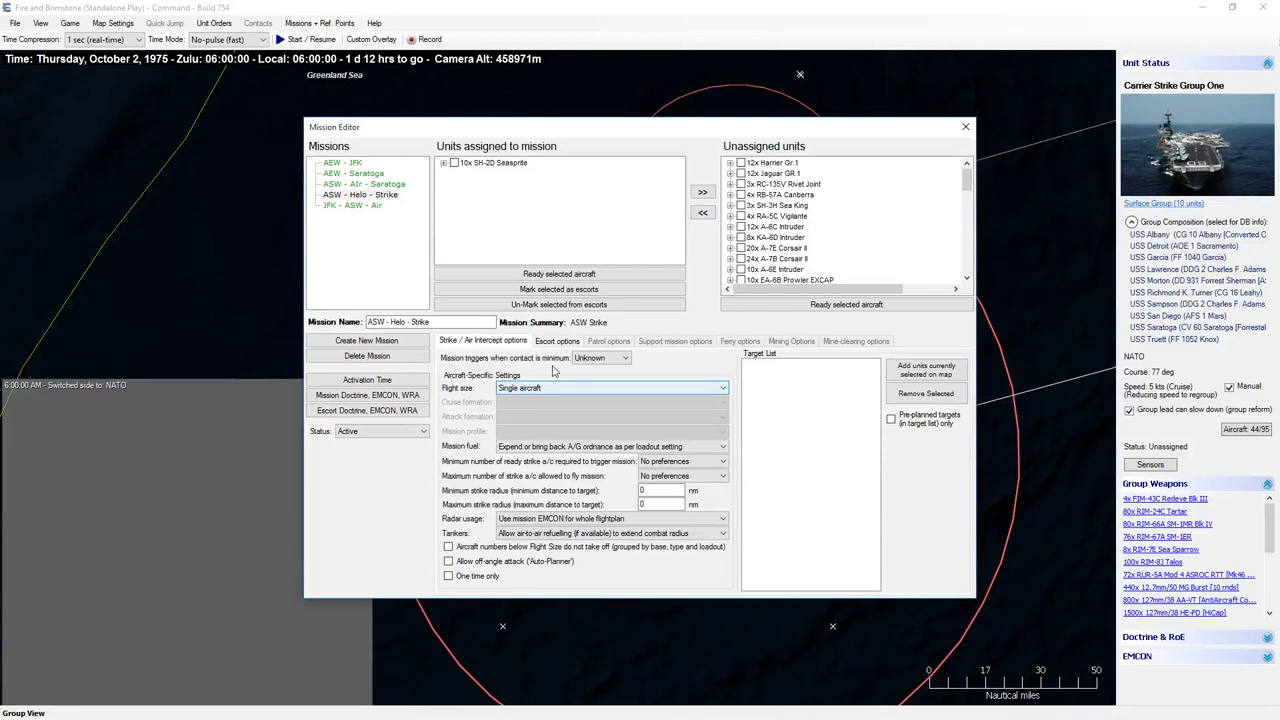 Fire and Brimstone (Standalone Play) - Command - Build 754
File View Game Map Settings Quick Jump Unit Orders Contacts Missions + Ref. Points Help
Time Compression: 1 sec (real-time) Time Mode: No-pulse (fast) Start / Resume Custom Overlay Record
Time: Thursday, October 2, 1975 - Zulu: 06:00:00 - Local: 06:00:00 - 1 d 12 hrs to go - Camera Alt: 458971m
Greenland Sea
6:00:00 AM - Switched side to: NATO
Mission Editor
Missions
AEW - JFK
AEW - Saratoga
ASW - AIr - Saratoga
ASW - Helo - Strike
JFK - ASW - Air
Units assigned to mission
10x SH-2D Seasprite
>>
<<
Unassigned units
12x Harrier Gr.1
12x Jaguar GR.1
3x RC-135V Rivet Joint
4x RB-57A Canberra
3x SH-3H Sea King
4x RA-5C Vigilante
12x A-6C Intruder
8x KA-6D Intruder
20x A-7E Corsair II
24x A-7B Corsair II
10x A-6E Intruder
10x EA-6B Prowler EXCAP
Ready selected aircraft
Mark selected as escorts
Un-Mark selected from escorts
Ready selected aircraft
Mission Name: ASW - Helo - Strike Mission Summary: ASW Strike
Create New Mission
Delete Mission
Activation Time
Mission Doctrine, EMCON, WRA
Escort Doctrine, EMCON, WRA
Status: Active
Strike / Air Intercept options Escort options Patrol options Support mission options Ferry options Mining Options Mine-clearing options
Mission triggers when contact is minimum: Unknown
Aircraft-Specific Settings
Flight size: Single aircraft
Cruise formation:
Attack formation:
Mission profile:
Mission fuel: Expend or bring back A/G ordnance as per loadout setting
Minimum number of ready strike a/c required to trigger mission: No preferences
Maximum number of strike a/c allowed to fly mission: No preferences
Minimum strike radius (minimum distance to target): 0 nm
Maximum strike radius (maximum distance to target): 0 nm
Radar usage: Use mission EMCON for whole flightplan
Tankers: Allow air-to-air refuelling (if available) to extend combat radius
Aircraft numbers below Flight Size do not take off (grouped by base, type and loadout)
Allow off-angle attack ('Auto-Planner')
One time only
Target List
Add units currently
selected on map
Remove Selected
Pre-planned targets
(in target list) only
Unit Status
Carrier Strike Group One
Surface Group (10 units)
Group Composition (select for DB info):
USS Albany (CG 10 Albany [Converted C
USS Detroit (AOE 1 Sacramento)
USS Garcia (FF 1040 Garcia)
USS Lawrence (DDG 2 Charles F. Adams
USS Morton (DD 931 Forrest Sherman [A
USS Richmond K. Turner (CG 16 Leahy)
USS Sampson (DDG 2 Charles F. Adams,
USS San Diego (AFS 1 Mars)
USS Saratoga (CV 60 Saratoga [Forrestal
USS Truett (FF 1052 Knox)
NATO
Course: 77 deg
Speed: 5 kts (Cruise) Manual
(Reducing speed to regroup)
Group lead can slow down (group reform)
Aircraft: 44/95
Status: Unassigned
Sensors
Group Weapons
4x FIM-43C Redeye Blk III
80x RIM-24C Tartar
80x RIM-66A SM-1MR Blk IV
76x RIM-67A SM-1ER
8x RIM-7E Sea Sparrow
100x RIM-8J Talos
72x RUR-5A Mod 4 ASROC RTT [Mk46 ...
440x 12.7mm/50 MG Burst [10 rnds]
800x 127mm/38 AA-VT [AntiAircraft Co...
1500x 127mm/38 HE-PD [HiCap]
Doctrine & RoE
EMCON
0 17 30 50
Nautical miles
Group View